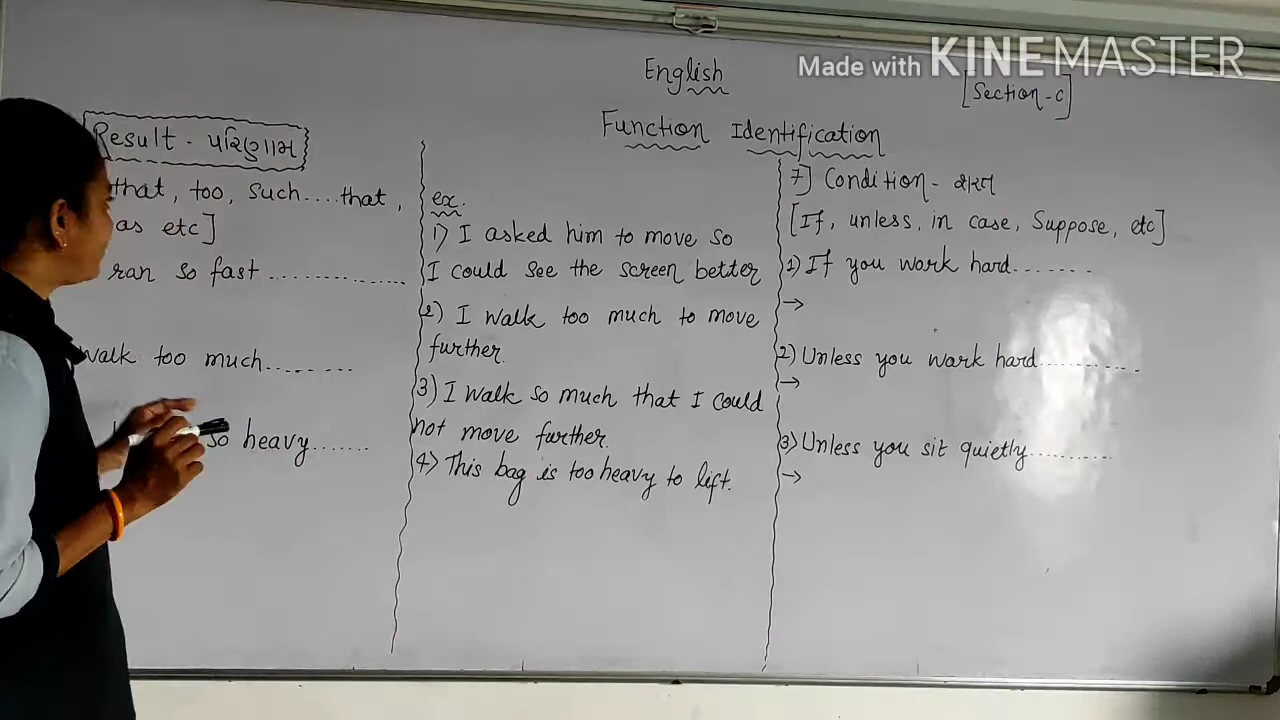 Made with KINEMASTER
English
[Section-C]
Function Identification
Result - પરિણામ
that, too, such....that,
as etc]
ran so fast ..............
walk too much.........
so heavy.......
ex.
1) I asked him to move so
I could see the screen better
2) I walk too much to move
further.
3) I walk so much that I could
not move further.
4) This bag is too heavy to lift.
7] Condition - શરત
[If, unless, in case, Suppose, etc]
1) If you work hard.......
→
2) Unless you work hard............
→
3) Unless you sit quietly..........
→